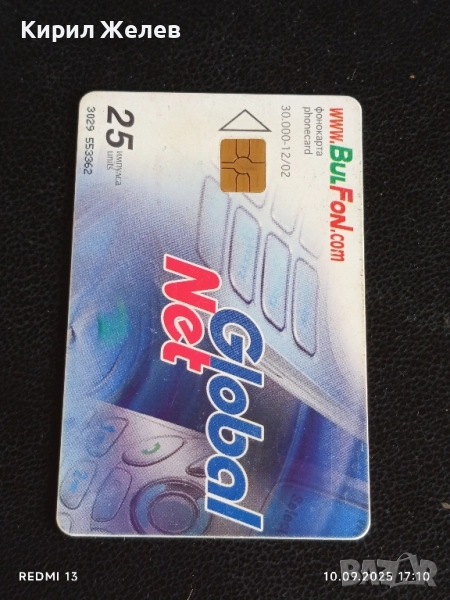 Кирил Желев
www.BulFon.com
фонокарта
phonecard
30.000-12/02
25 импулса
units
3029 553362
Global
Net
REDMI 13
10.09.2025 17:10
BAZAR